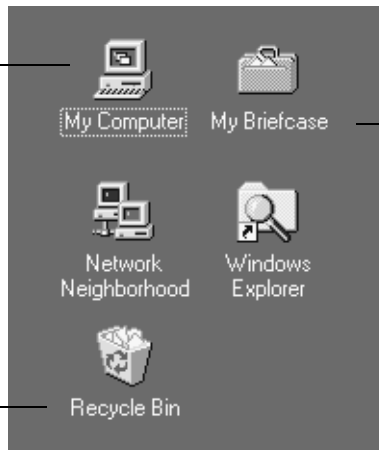 My Computer
My Briefcase
Network
Neighborhood
Windows
Explorer
Recycle Bin